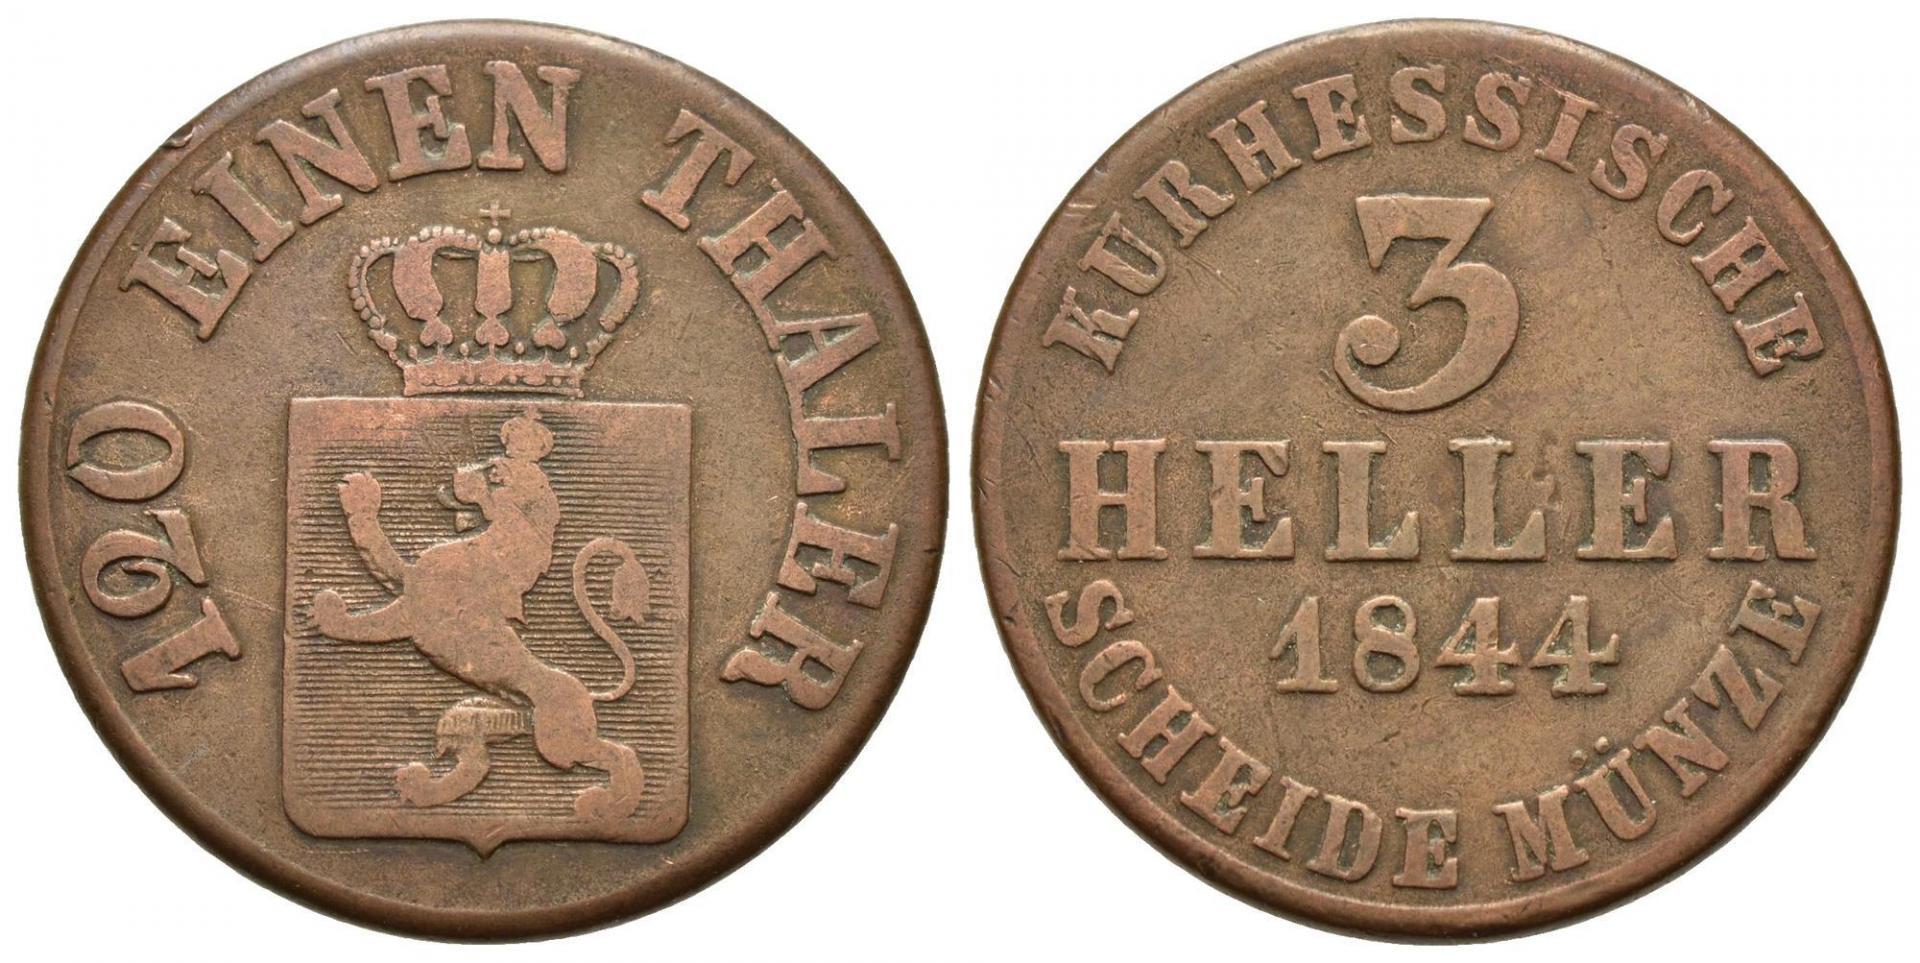 120 EINEN THALER
KURHESSISCHE
3
HELLER
1844
SCHEIDE MÜNZE